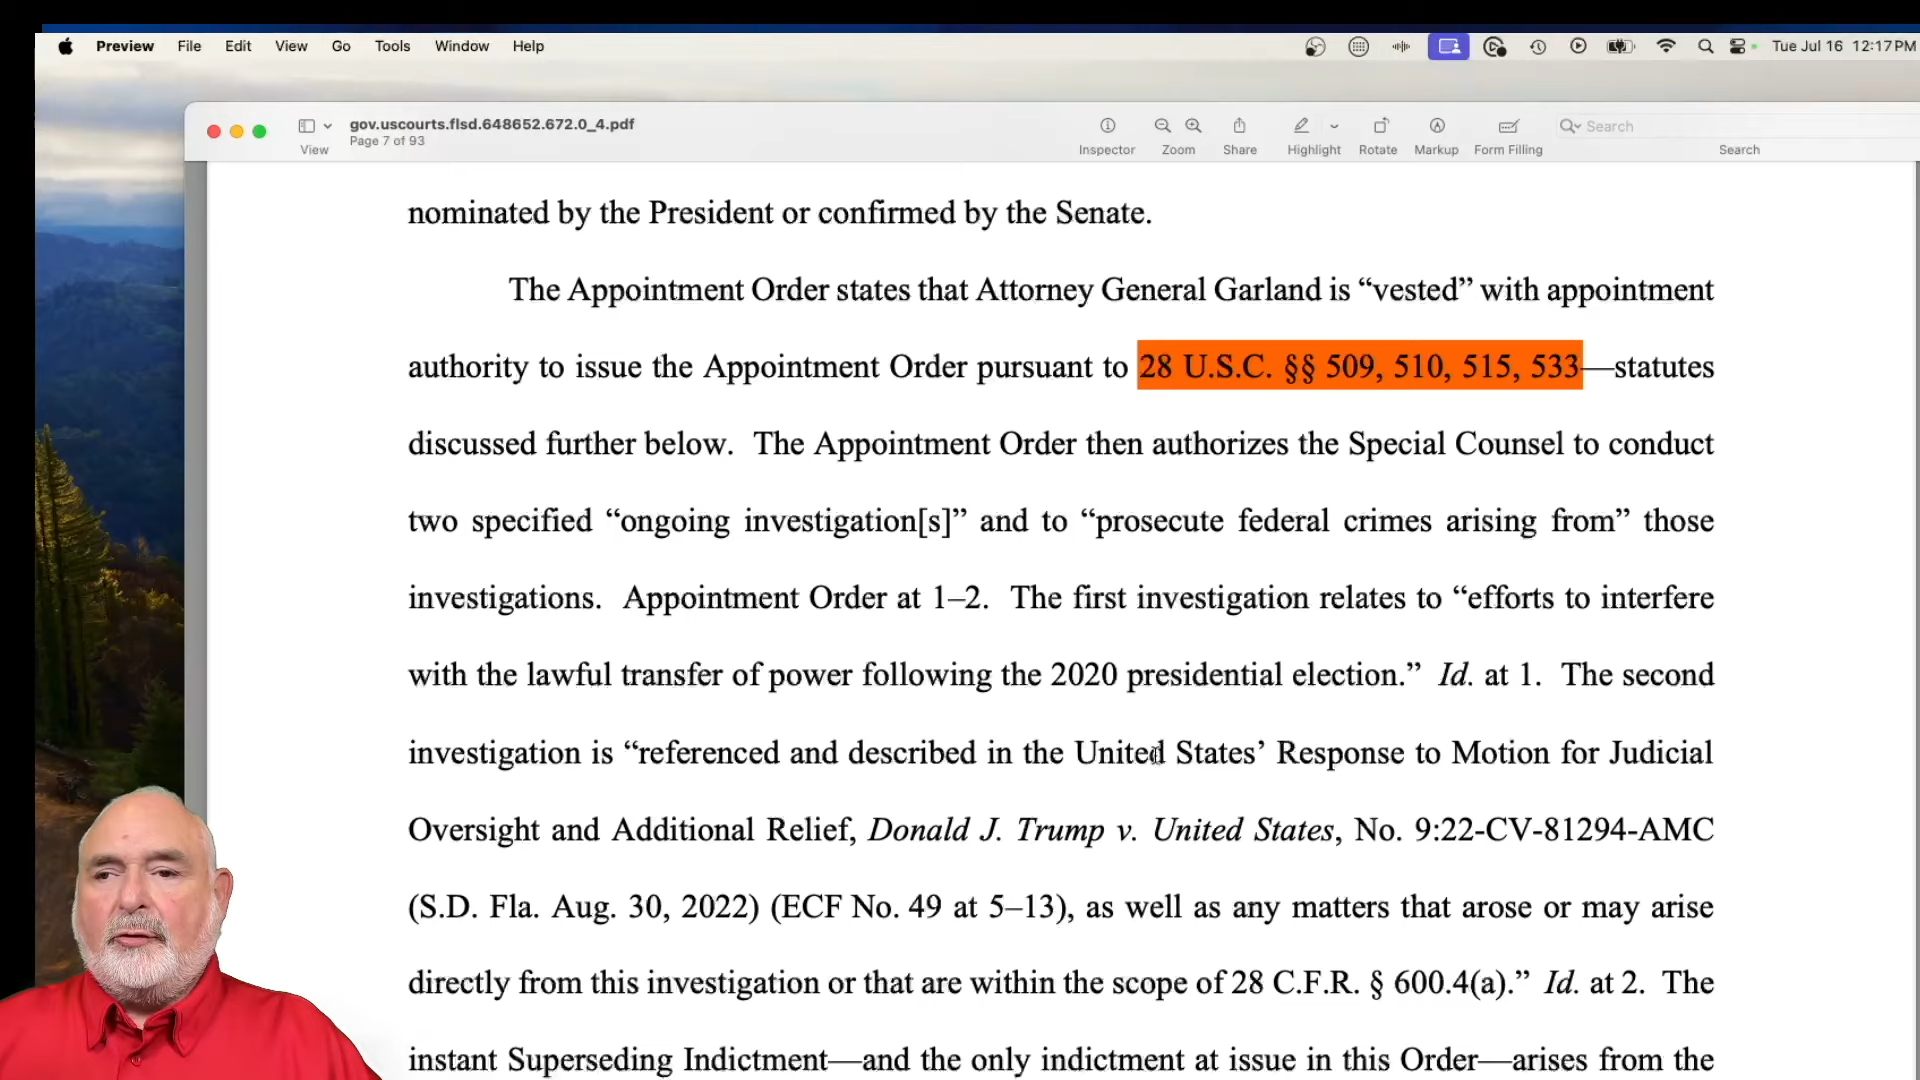 Preview File Edit View Go Tools Window Help Tue Jul 16 12:17 PM
gov.uscourts.flsd.648652.672.0_4.pdf
Page 7 of 93
Search
View Inspector Zoom Share Highlight Rotate Markup Form Filling Search
nominated by the President or confirmed by the Senate.
The Appointment Order states that Attorney General Garland is “vested” with appointment
authority to issue the Appointment Order pursuant to 28 U.S.C. §§ 509, 510, 515, 533—statutes
discussed further below. The Appointment Order then authorizes the Special Counsel to conduct
two specified “ongoing investigation[s]” and to “prosecute federal crimes arising from” those
investigations. Appointment Order at 1–2. The first investigation relates to “efforts to interfere
with the lawful transfer of power following the 2020 presidential election.” Id. at 1. The second
investigation is “referenced and described in the United States’ Response to Motion for Judicial
Oversight and Additional Relief, Donald J. Trump v. United States, No. 9:22-CV-81294-AMC
(S.D. Fla. Aug. 30, 2022) (ECF No. 49 at 5–13), as well as any matters that arose or may arise
directly from this investigation or that are within the scope of 28 C.F.R. § 600.4(a).” Id. at 2. The
instant Superseding Indictment—and the only indictment at issue in this Order—arises from the